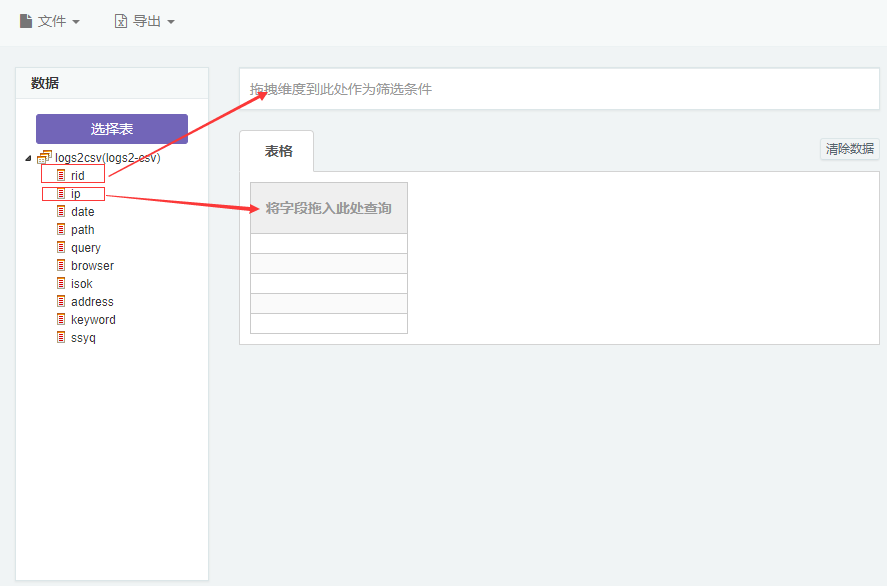 文件 导出
数据
选择表
logs2csv(logs2-csv)
rid
ip
date
path
query
browser
isok
address
keyword
ssyq
拖拽维度到此处作为筛选条件
表格
清除数据
将字段拖入此处查询